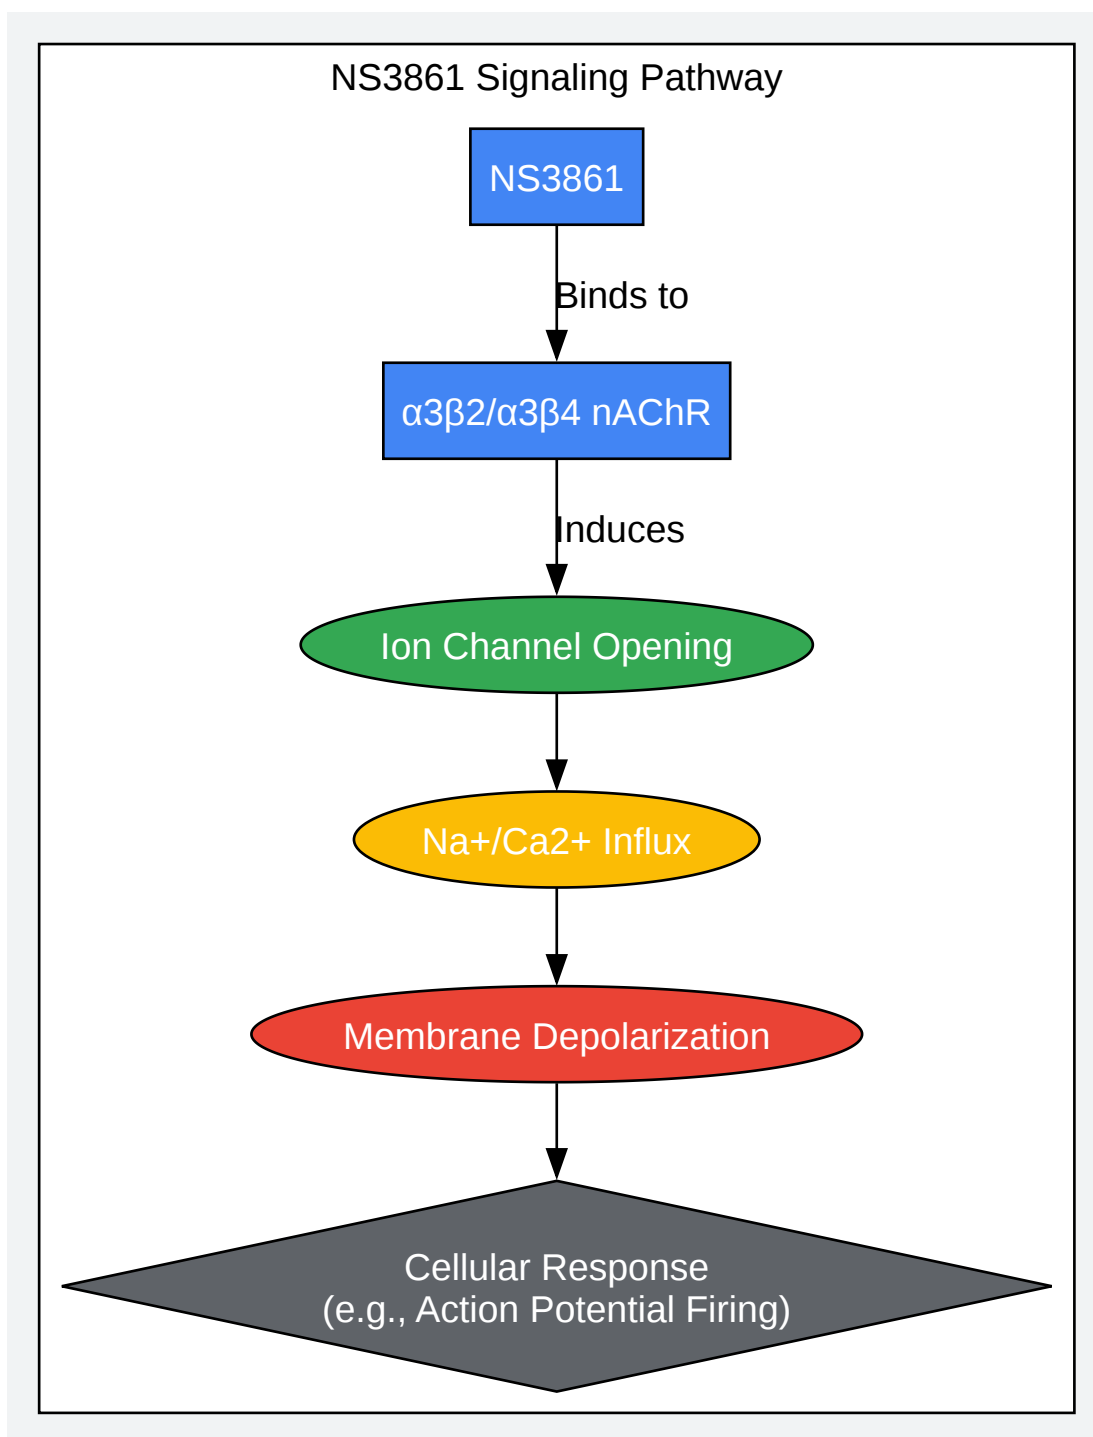 NS3861 Signaling Pathway
NS3861
Binds to
α3β2/α3β4 nAChR
Induces
Ion Channel Opening
Na+/Ca2+ Influx
Membrane Depolarization
Cellular Response
(e.g., Action Potential Firing)